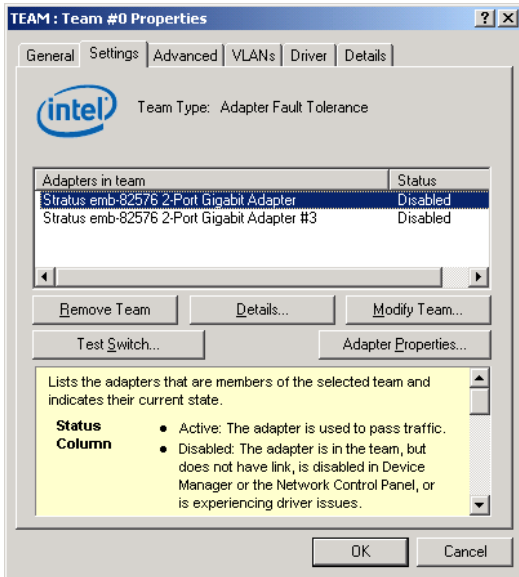 TEAM : Team #0 Properties
General Settings Advanced VLANs Driver Details
intel
Team Type: Adapter Fault Tolerance
Adapters in team Status
Stratus emb-82576 2-Port Gigabit Adapter Disabled
Stratus emb-82576 2-Port Gigabit Adapter #3 Disabled
Remove Team Details... Modify Team...
Test Switch... Adapter Properties...
Lists the adapters that are members of the selected team and
indicates their current state.
Status • Active: The adapter is used to pass traffic.
Column • Disabled: The adapter is in the team, but
does not have link, is disabled in Device
Manager or the Network Control Panel, or
is experiencing driver issues.
OK Cancel